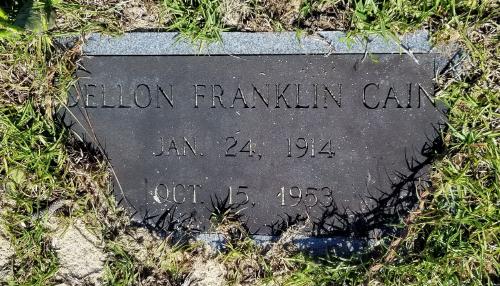 DELLON FRANKLIN CAIN
JAN. 24, 1914
OCT. 15, 1953